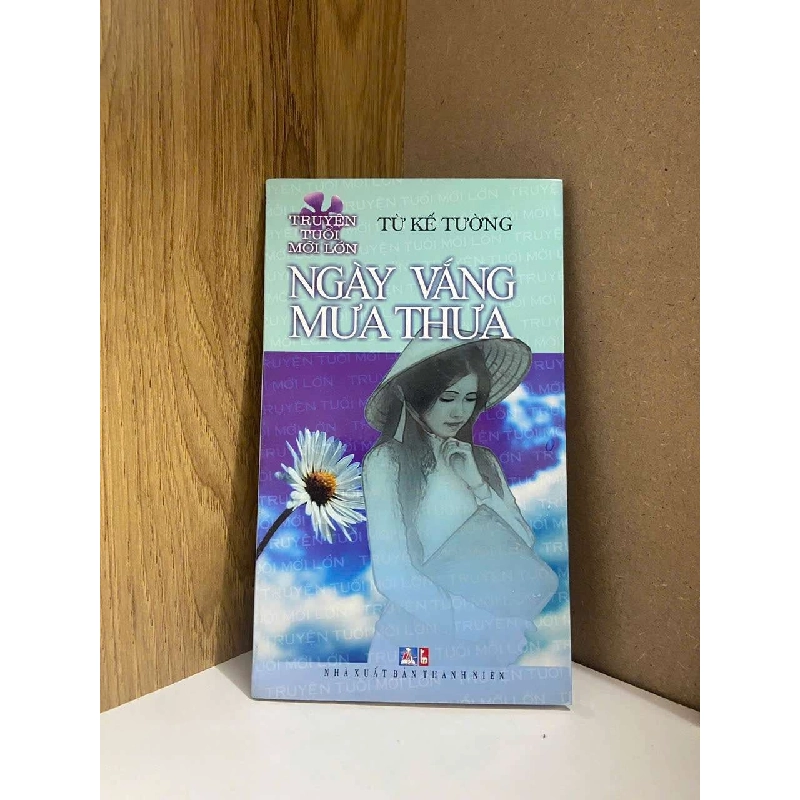 TRUYỆN
TUỔI
MỚI LỚN
TỪ KẾ TƯỜNG
NGÀY VẮNG
MƯA THƯA
NHÀ XUẤT BẢN THANH NIÊN